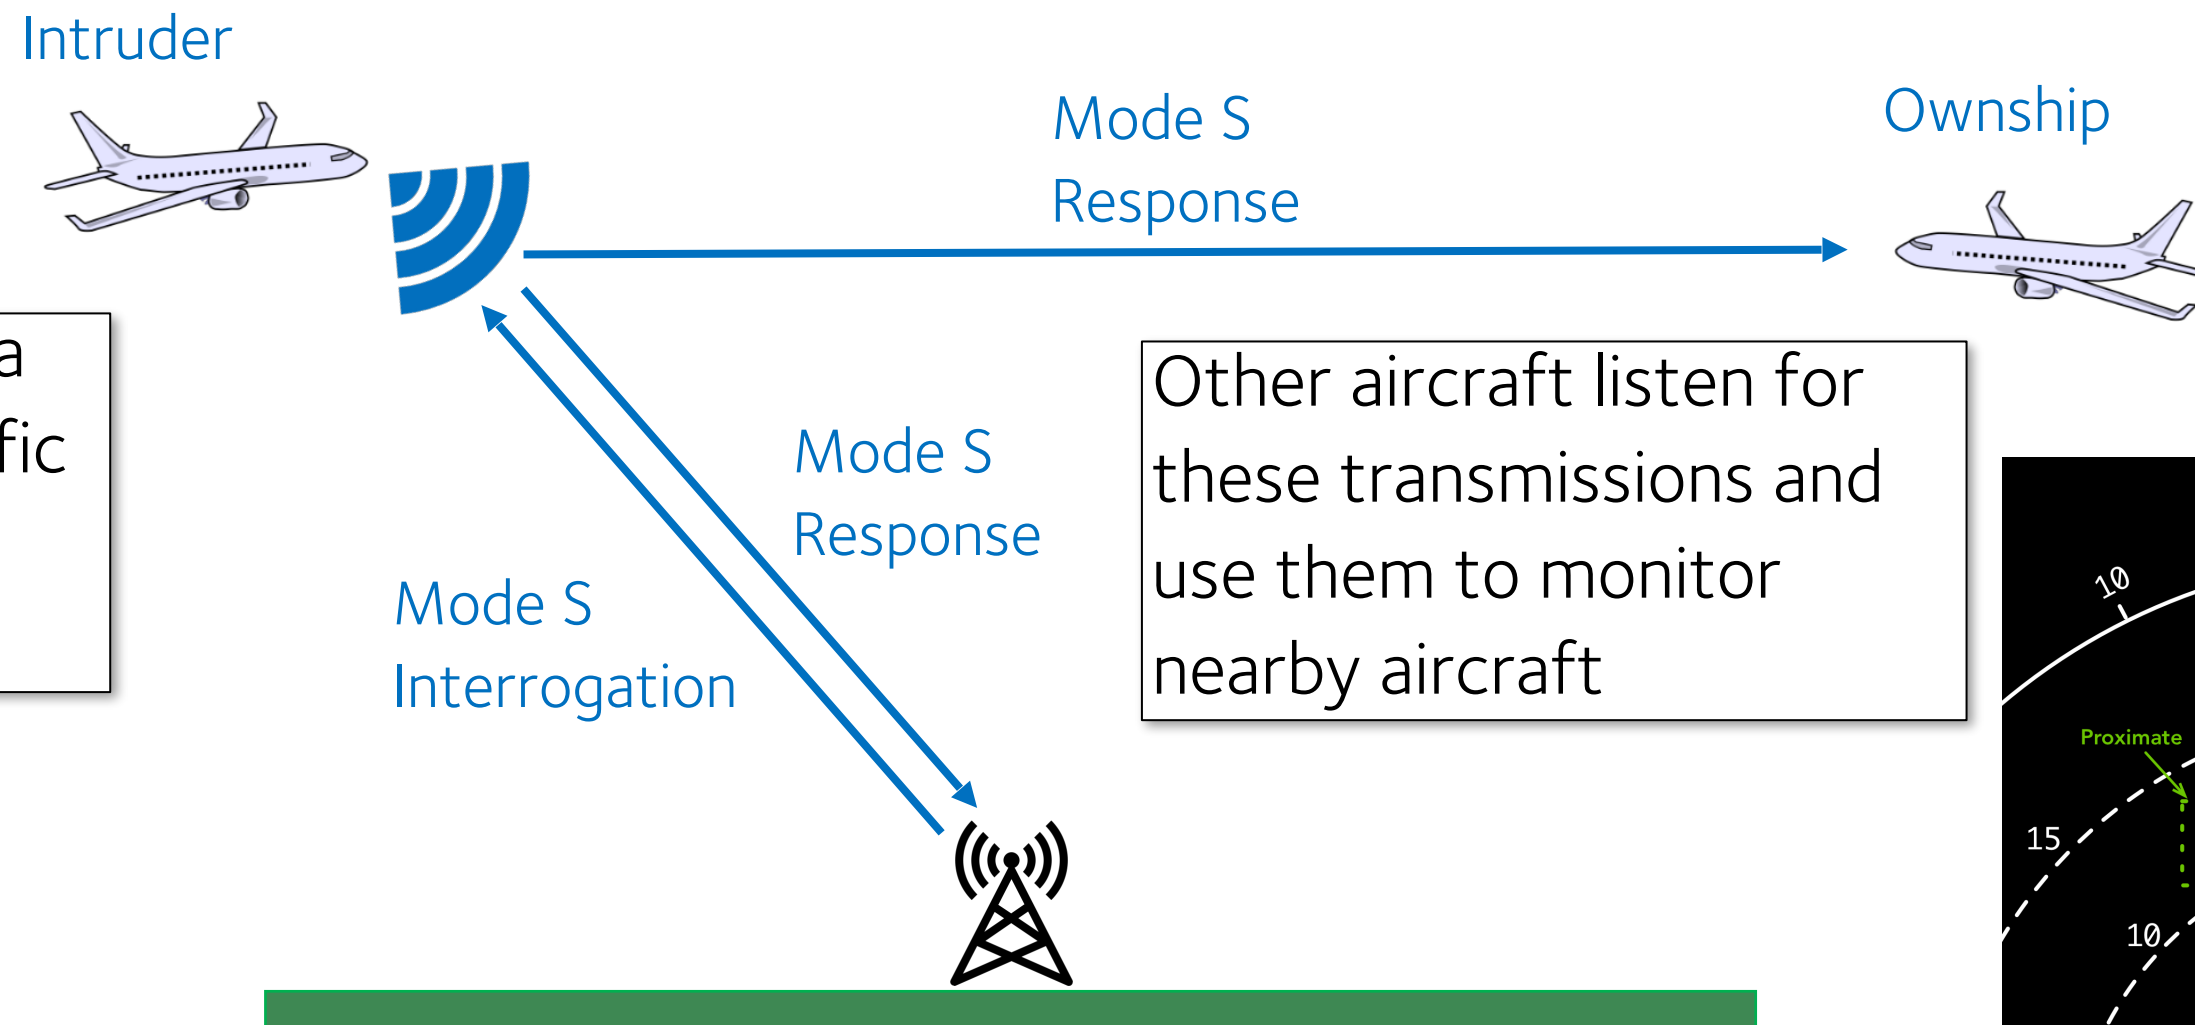 Intruder
Mode S
Response
Ownship
a
fic
Mode S
Response
Mode S
Interrogation
Other aircraft listen for
these transmissions and
use them to monitor
nearby aircraft
10
Proximate
15
10